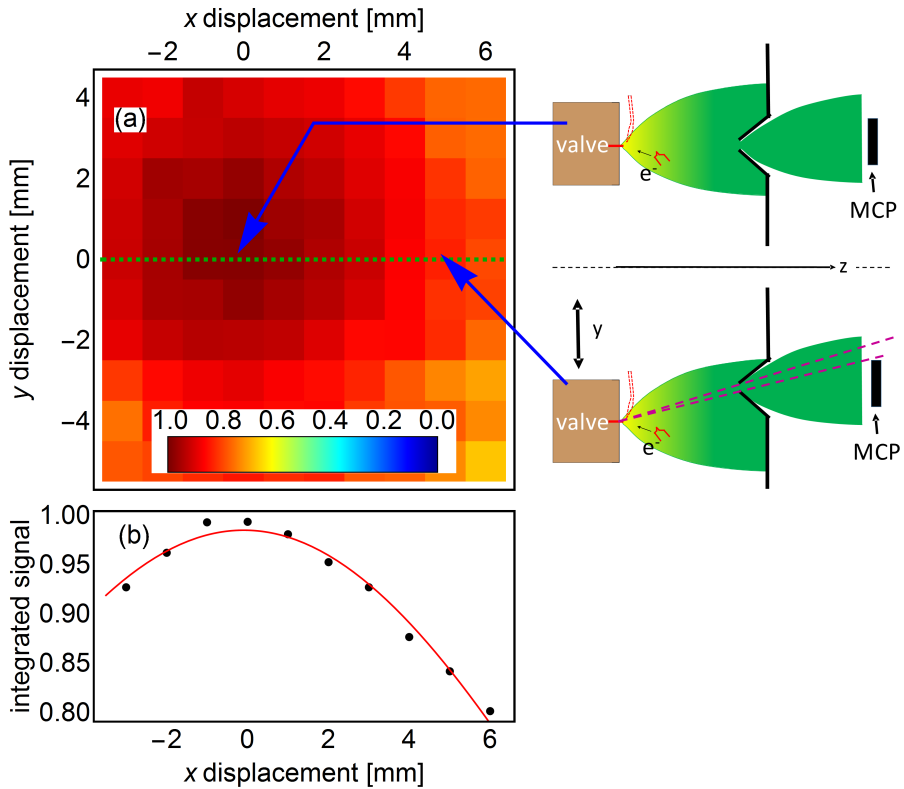 x displacement [mm]
−2 0 2 4 6
y displacement [mm]
4
2
0
−2
−4
(a)
1.0 0.8 0.6 0.4 0.2 0.0
valve
e-
MCP
z
y
valve
e-
MCP
(b)
integrated signal
1.00
0.95
0.90
0.85
0.80
−2 0 2 4 6
x displacement [mm]